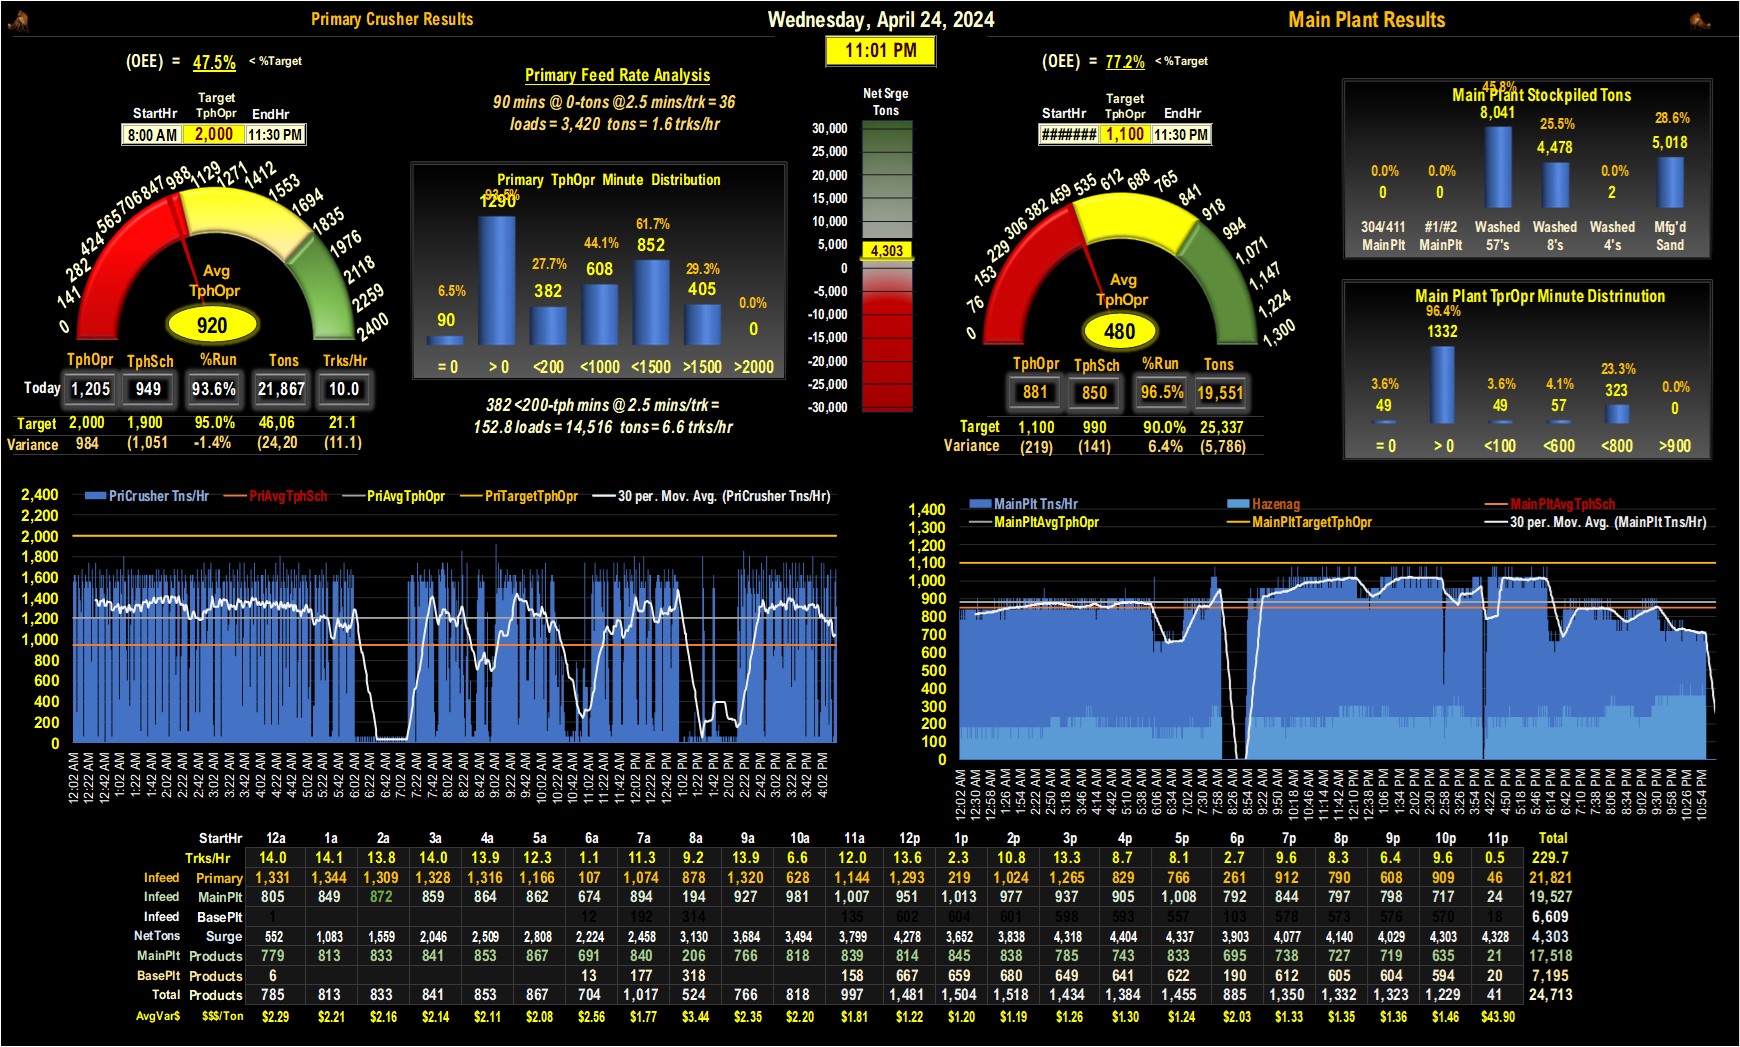 Primary Crusher Results
Wednesday, April 24, 2024
Main Plant Results
11:01 PM
(OEE) = 47.5% < %Target
StartHr Target TphOpr EndHr
8:00 AM 2,000 11:30 PM
0 141 282 424 565 706 847 988 1129 1271 1412 1553 1694 1835 1976 2118 2259 2400
Avg
TphOpr
920
TphOpr TphSch %Run Tons Trks/Hr
Today 1,205 949 93.6% 21,867 10.0
Target 2,000 1,900 95.0% 46,06 21.1
Variance 984 (1,051 -1.4% (24,20 (11.1)
Primary Feed Rate Analysis
90 mins @ 0-tons @2.5 mins/trk = 36
loads = 3,420 tons = 1.6 trks/hr
Primary TphOpr Minute Distribution
6.5% 93.5% 27.7% 44.1% 61.7% 29.3% 0.0%
90 1290 382 608 852 405 0
= 0 > 0 <200 <1000 <1500 >1500 >2000
382 <200-tph mins @ 2.5 mins/trk =
152.8 loads = 14,516 tons = 6.6 trks/hr
Net Srge
Tons
30,000
25,000
20,000
15,000
10,000
5,000
4,303
0
-5,000
-10,000
-15,000
-20,000
-25,000
-30,000
(OEE) = 77.2% < %Target
StartHr Target TphOpr EndHr
####### 1,100 11:30 PM
0 76 153 229 306 382 459 535 612 688 765 841 918 994 1,071 1,147 1,224 1,300
Avg
TphOpr
480
TphOpr TphSch %Run Tons
881 850 96.5% 19,551
Target 1,100 990 90.0% 25,337
Variance (219) (141) 6.4% (5,786)
Main Plant Stockpiled Tons
0.0% 0.0% 45.8% 25.5% 0.0% 28.6%
0 0 8,041 4,478 2 5,018
304/411 #1/#2 Washed Washed Washed Mfg'd
MainPlt MainPlt 57's 8's 4's Sand
Main Plant TprOpr Minute Distrinution
3.6% 96.4% 3.6% 4.1% 23.3% 0.0%
49 1332 49 57 323 0
= 0 > 0 <100 <600 <800 >900
PriCrusher Tns/Hr PriAvgTphSch PriAvgTphOpr PriTargetTphOpr 30 per. Mov. Avg. (PriCrusher Tns/Hr)
2,400
2,200
2,000
1,800
1,600
1,400
1,200
1,000
800
600
400
200
0
12:02 AM 12:22 AM 12:42 AM 1:02 AM 1:22 AM 1:42 AM 2:02 AM 2:22 AM 2:42 AM 3:02 AM 3:22 AM 3:42 AM 4:02 AM 4:22 AM 4:42 AM 5:02 AM 5:22 AM 5:42 AM 6:02 AM 6:22 AM 6:42 AM 7:02 AM 7:22 AM 7:42 AM 8:02 AM 8:22 AM 8:42 AM 9:02 AM 9:22 AM 9:42 AM 10:02 AM 10:22 AM 10:42 AM 11:02 AM 11:22 AM 11:42 AM 12:02 PM 12:22 PM 12:42 PM 1:02 PM 1:22 PM 1:42 PM 2:02 PM 2:22 PM 2:42 PM 3:02 PM 3:22 PM 3:42 PM 4:02 PM
MainPlt Tns/Hr Hazenag MainPltAvgTphSch
MainPltAvgTphOpr MainPltTargetTphOpr 30 per. Mov. Avg. (MainPlt Tns/Hr)
1,400
1,300
1,200
1,100
1,000
900
800
700
600
500
400
300
200
100
0
12:02 AM 12:30 AM 12:58 AM 1:26 AM 1:54 AM 2:22 AM 2:50 AM 3:18 AM 3:46 AM 4:14 AM 4:42 AM 5:10 AM 5:38 AM 6:06 AM 6:34 AM 7:02 AM 7:30 AM 7:58 AM 8:26 AM 8:54 AM 9:22 AM 9:50 AM 10:18 AM 10:46 AM 11:14 AM 11:42 AM 12:10 PM 12:38 PM 1:08 PM 1:06 PM 1:34 PM 2:02 PM 2:30 PM 2:58 PM 3:26 PM 3:54 PM 4:22 PM 4:50 PM 5:18 PM 5:46 PM 6:14 PM 6:42 PM 7:10 PM 7:38 PM 8:06 PM 8:34 PM 9:02 PM 9:30 PM 9:58 PM 10:26 PM 10:54 PM
StartHr 12a 1a 2a 3a 4a 5a 6a 7a 8a 9a 10a 11a 12p 1p 2p 3p 4p 5p 6p 7p 8p 9p 10p 11p Total
Trks/Hr 14.0 14.1 13.8 14.0 13.9 12.3 1.1 11.3 9.2 13.9 6.6 12.0 13.6 2.3 10.8 13.3 8.7 8.1 2.7 9.6 8.3 6.4 9.6 0.5 229.7
Infeed Primary 1,331 1,344 1,309 1,328 1,316 1,166 107 1,074 878 1,320 628 1,144 1,293 219 1,024 1,265 829 766 261 912 790 608 909 46 21,821
Infeed MainPlt 805 849 872 859 864 862 674 894 194 927 981 1,007 951 1,013 977 937 905 1,008 792 844 797 798 717 24 19,527
Infeed BasePlt 1 12 192 314 135 602 604 601 598 593 557 103 578 573 576 570 18 6,609
NetTons Surge 552 1,083 1,559 2,046 2,509 2,808 2,224 2,458 3,130 3,684 3,494 3,799 4,278 3,652 3,838 4,318 4,404 4,337 3,903 4,077 4,140 4,029 4,303 4,328 4,303
MainPlt Products 779 813 833 841 853 867 691 840 206 766 818 839 814 845 838 785 743 833 695 738 727 719 635 21 17,518
BasePlt Products 6 13 177 318 158 667 659 680 649 641 622 190 612 605 604 594 20 7,195
Total Products 785 813 833 841 853 867 704 1,017 524 766 818 997 1,481 1,504 1,518 1,434 1,384 1,455 885 1,350 1,332 1,323 1,229 41 24,713
AvgVar$ $$$/Ton $2.29 $2.21 $2.16 $2.14 $2.11 $2.08 $2.56 $1.77 $3.44 $2.35 $2.20 $1.81 $1.22 $1.20 $1.19 $1.26 $1.30 $1.24 $2.03 $1.33 $1.35 $1.36 $1.46 $43.90